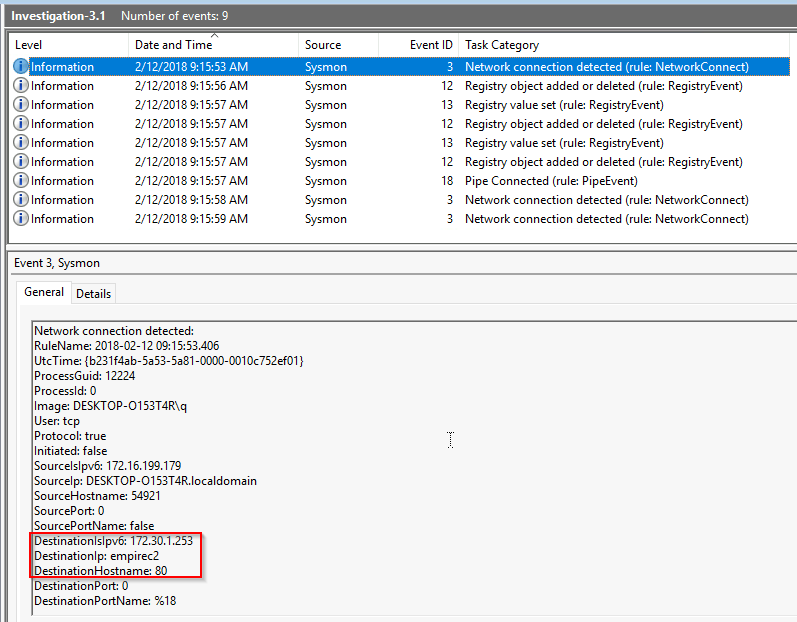 Investigation-3.1 Number of events: 9
Level Date and Time Source Event ID Task Category
Information 2/12/2018 9:15:53 AM Sysmon 3 Network connection detected (rule: NetworkConnect)
Information 2/12/2018 9:15:56 AM Sysmon 12 Registry object added or deleted (rule: RegistryEvent)
Information 2/12/2018 9:15:57 AM Sysmon 13 Registry value set (rule: RegistryEvent)
Information 2/12/2018 9:15:57 AM Sysmon 12 Registry object added or deleted (rule: RegistryEvent)
Information 2/12/2018 9:15:57 AM Sysmon 13 Registry value set (rule: RegistryEvent)
Information 2/12/2018 9:15:57 AM Sysmon 12 Registry object added or deleted (rule: RegistryEvent)
Information 2/12/2018 9:15:57 AM Sysmon 18 Pipe Connected (rule: PipeEvent)
Information 2/12/2018 9:15:58 AM Sysmon 3 Network connection detected (rule: NetworkConnect)
Information 2/12/2018 9:15:59 AM Sysmon 3 Network connection detected (rule: NetworkConnect)
Event 3, Sysmon
General Details
Network connection detected:
RuleName: 2018-02-12 09:15:53.406
UtcTime: {b231f4ab-5a53-5a81-0000-0010c752ef01}
ProcessGuid: 12224
ProcessId: 0
Image: DESKTOP-O153T4R\q
User: tcp
Protocol: true
Initiated: false
SourceIsIpv6: 172.16.199.179
SourceIp: DESKTOP-O153T4R.localdomain
SourceHostname: 54921
SourcePort: 0
SourcePortName: false
DestinationIsIpv6: 172.30.1.253
DestinationIp: empirec2
DestinationHostname: 80
DestinationPort: 0
DestinationPortName: %18